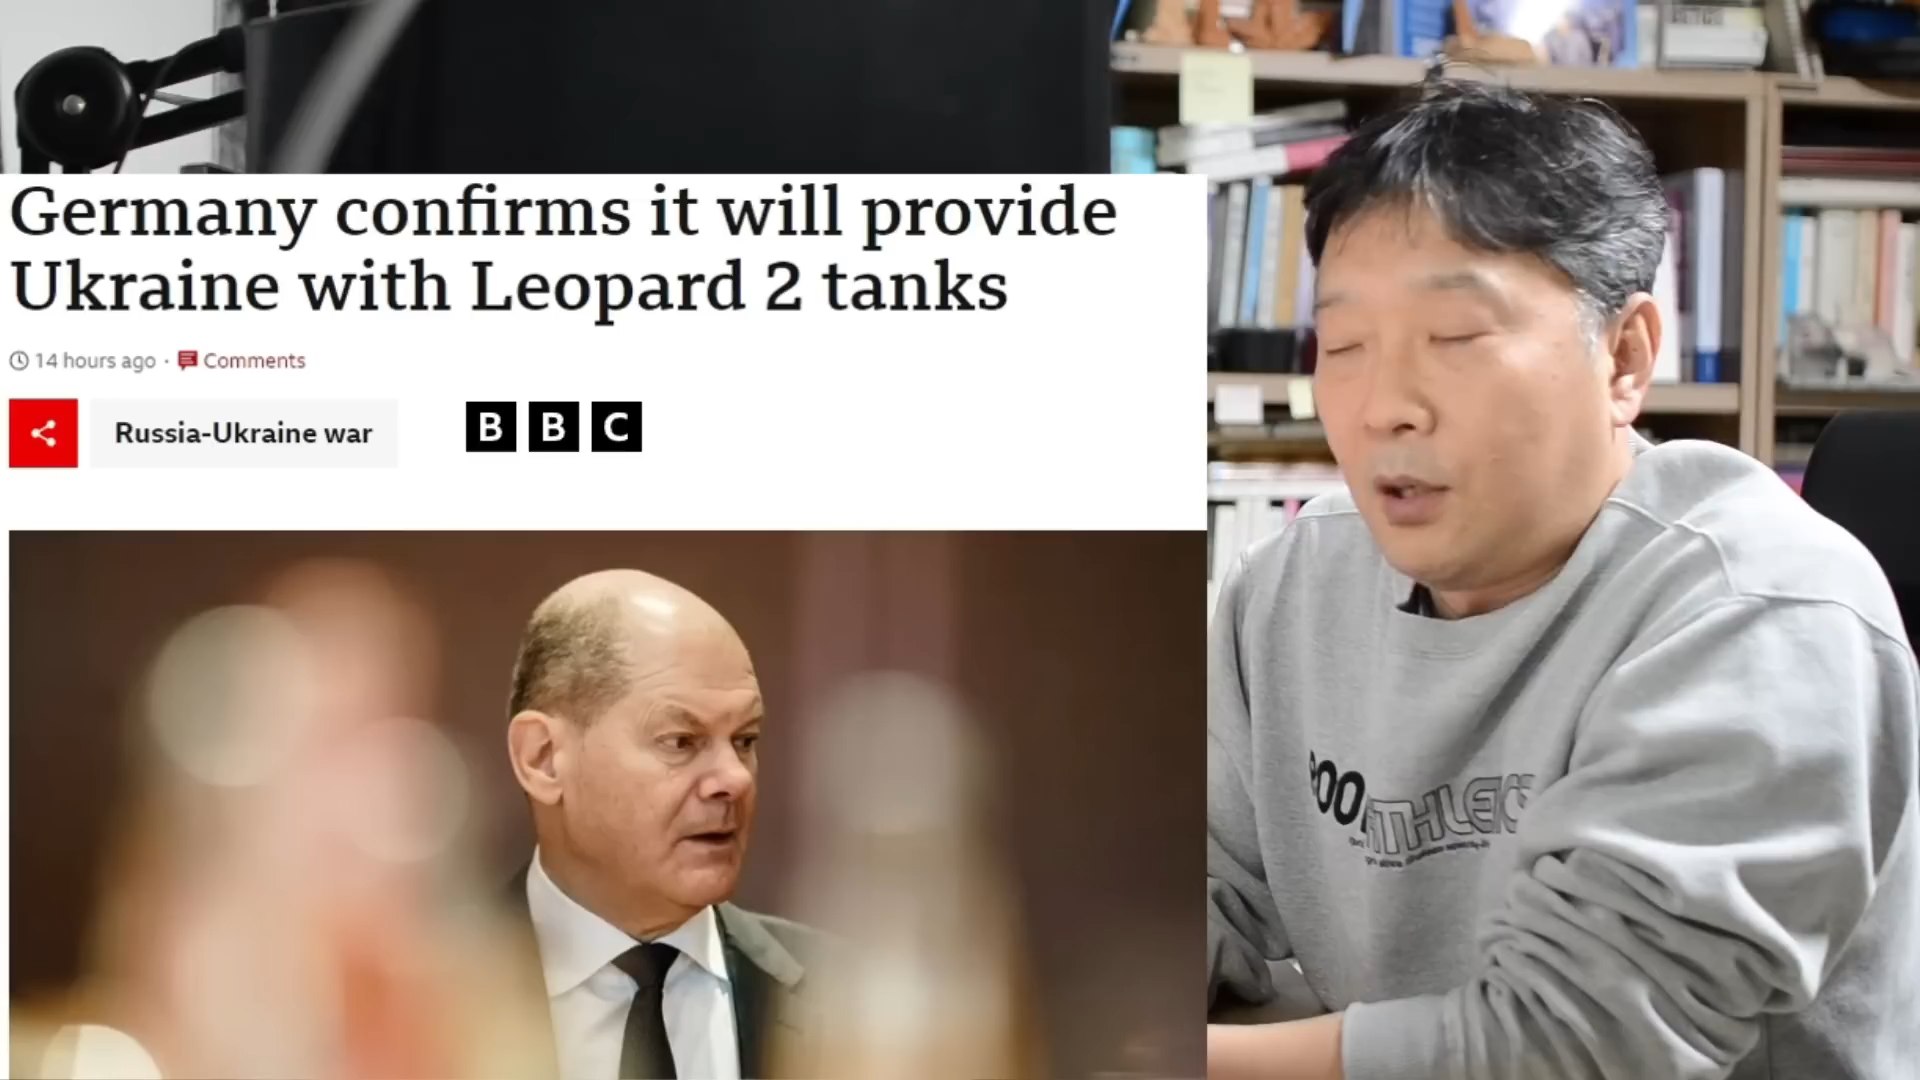 Germany confirms it will provide
Ukraine with Leopard 2 tanks
14 hours ago · Comments
Russia-Ukraine war
BBC